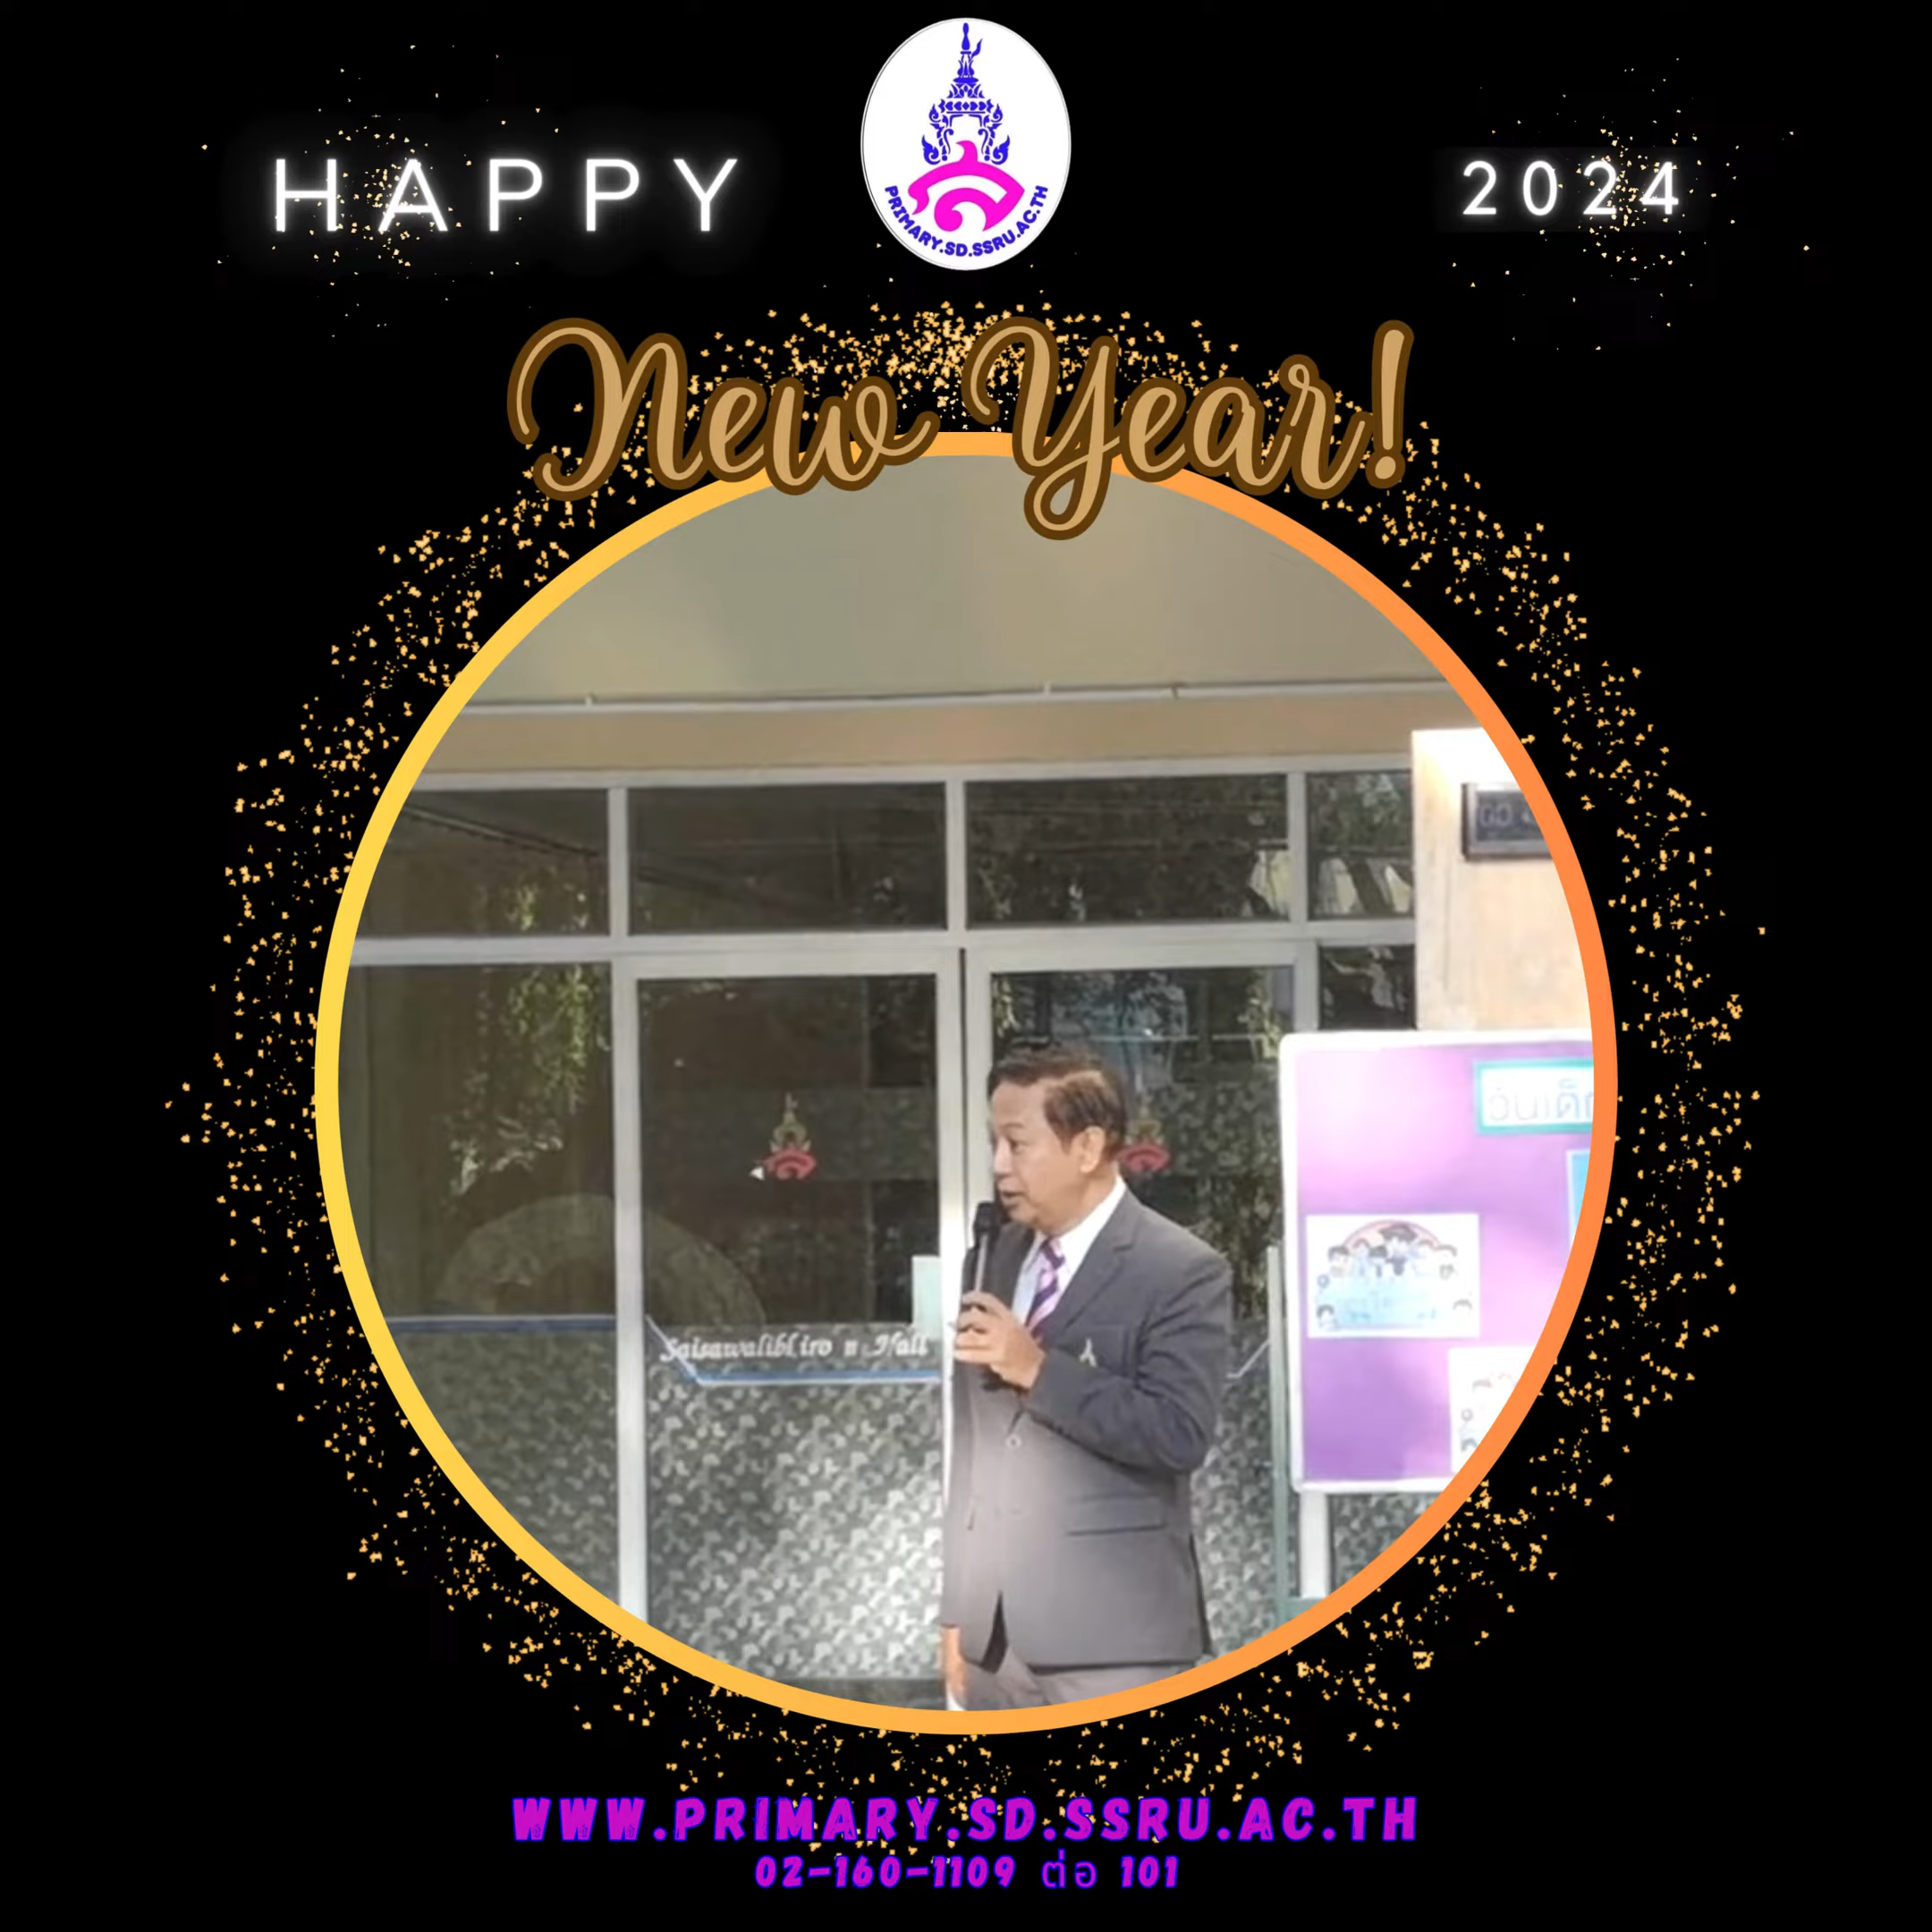 HAPPY
2024
PRIMARY.SD.SSRU.AC.TH
New Year!
วันเด็ก
Hall
WWW.PRIMARY.SD.SSRU.AC.TH
02-160-1109 ต่อ 101